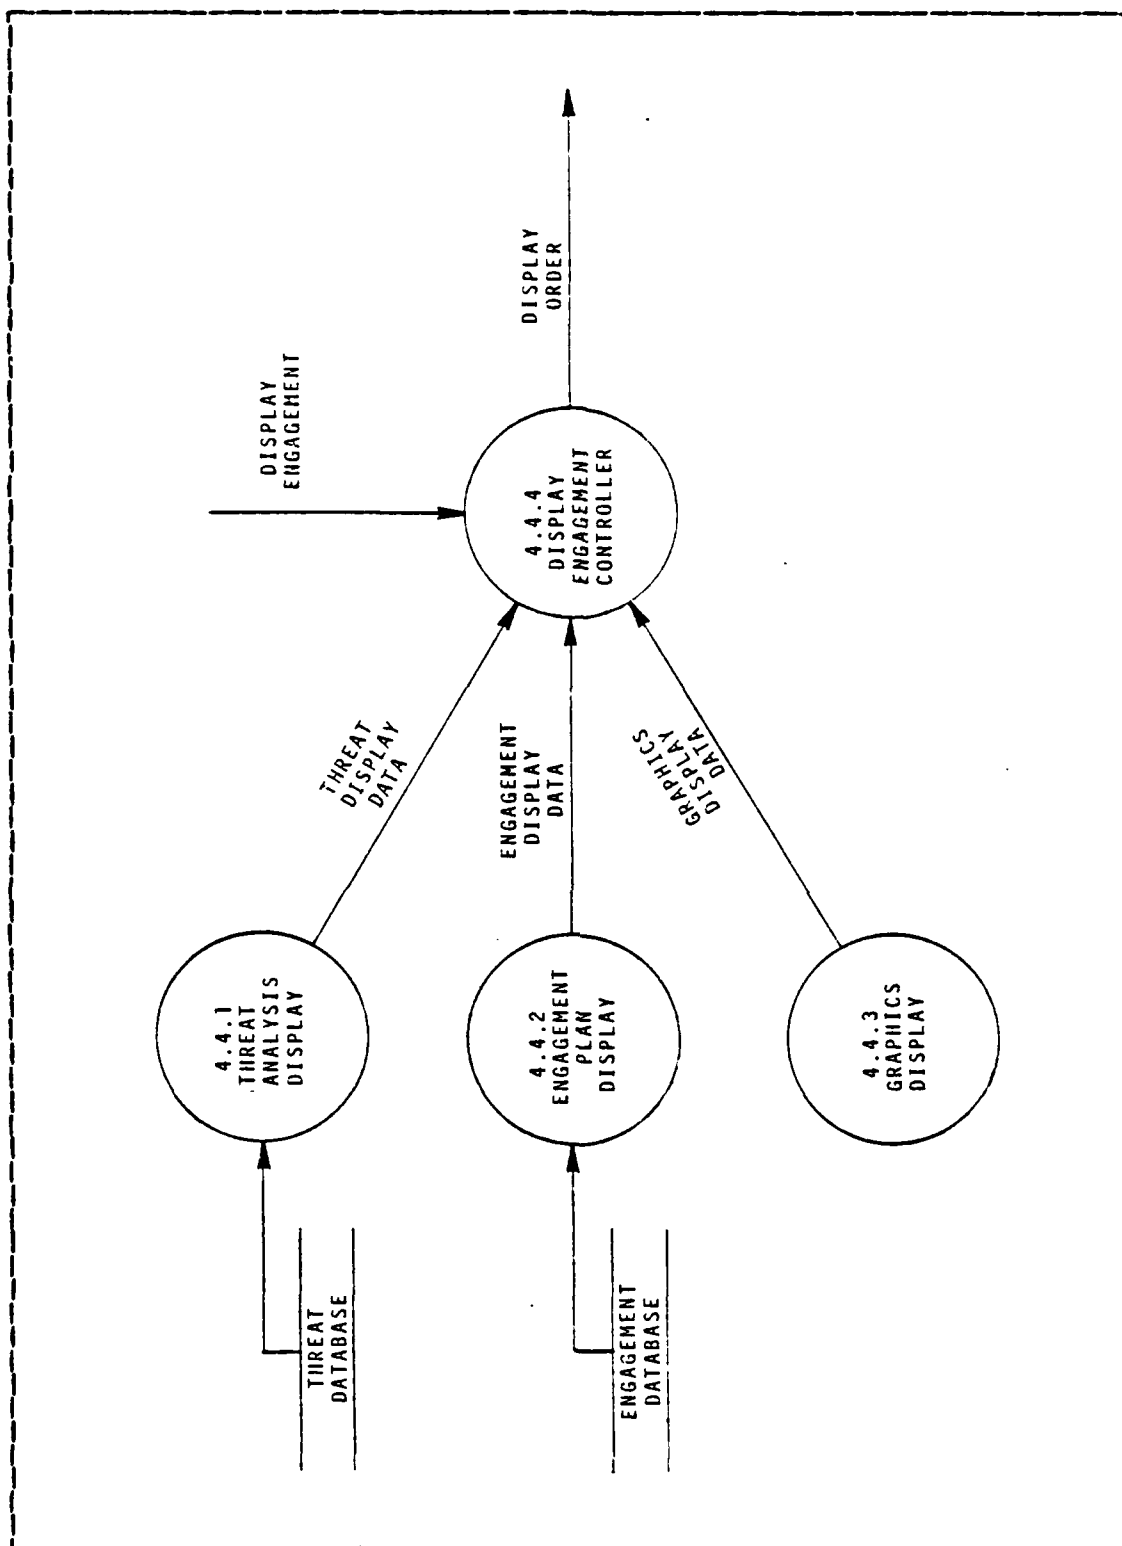 THREAT
DATABASE
4.4.1
THREAT
ANALYSIS
DISPLAY
THREAT
DISPLAY
DATA
DISPLAY
ENGAGEMENT
ENGAGEMENT
DATABASE
4.4.2
ENGAGEMENT
PLAN
DISPLAY
ENGAGEMENT
DISPLAY
DATA
4.4.4
DISPLAY
ENGAGEMENT
CONTROLLER
DISPLAY
ORDER
4.4.3
GRAPHICS
DISPLAY
GRAPHICS
DISPLAY
DATA